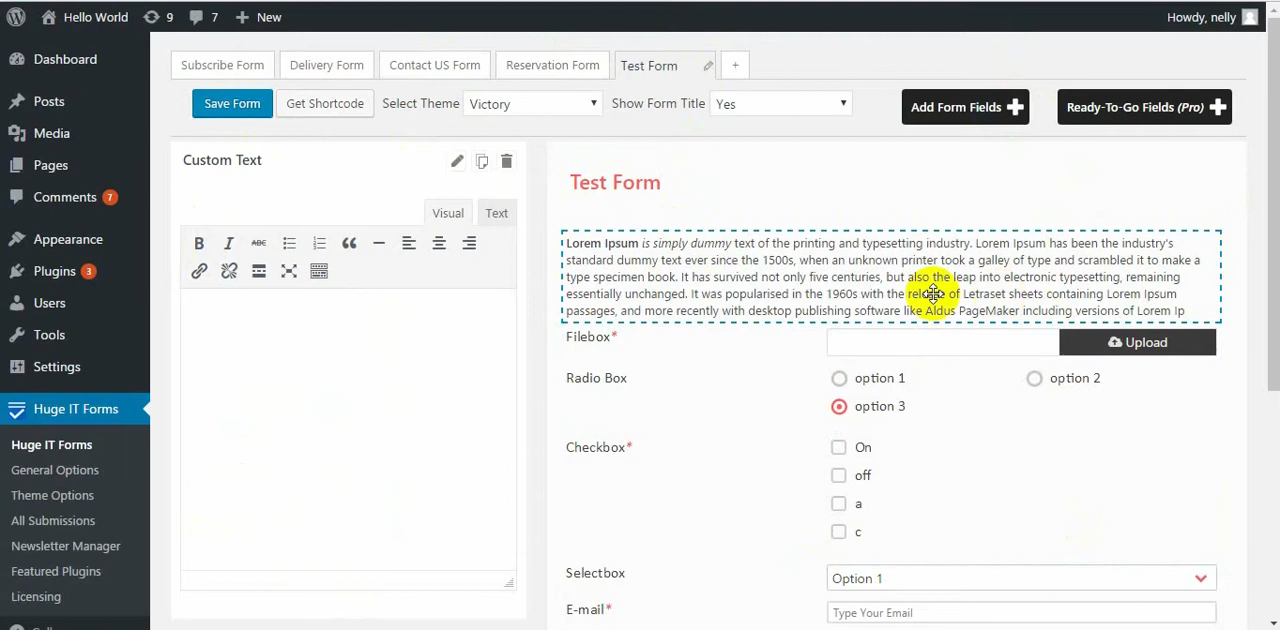 Hello World 9 7 New Howdy, nelly
Dashboard
Posts
Media
Pages
Comments 7
Appearance
Plugins 3
Users
Tools
Settings
Huge IT Forms
Huge IT Forms
General Options
Theme Options
All Submissions
Newsletter Manager
Featured Plugins
Licensing
Subscribe Form Delivery Form Contact US Form Reservation Form Test Form +
Save Form Get Shortcode Select Theme Victory Show Form Title Yes Add Form Fields Ready-To-Go Fields (Pro)
Custom Text
Visual Text
B I ABC
Test Form
Lorem Ipsum is simply dummy text of the printing and typesetting industry. Lorem Ipsum has been the industry's
standard dummy text ever since the 1500s, when an unknown printer took a galley of type and scrambled it to make a
type specimen book. It has survived not only five centuries, but also the leap into electronic typesetting, remaining
essentially unchanged. It was popularised in the 1960s with the release of Letraset sheets containing Lorem Ipsum
passages, and more recently with desktop publishing software like Aldus PageMaker including versions of Lorem Ip
Filebox* Upload
Radio Box option 1 option 2
option 3
Checkbox* On
off
a
c
Selectbox Option 1
E-mail* Type Your Email